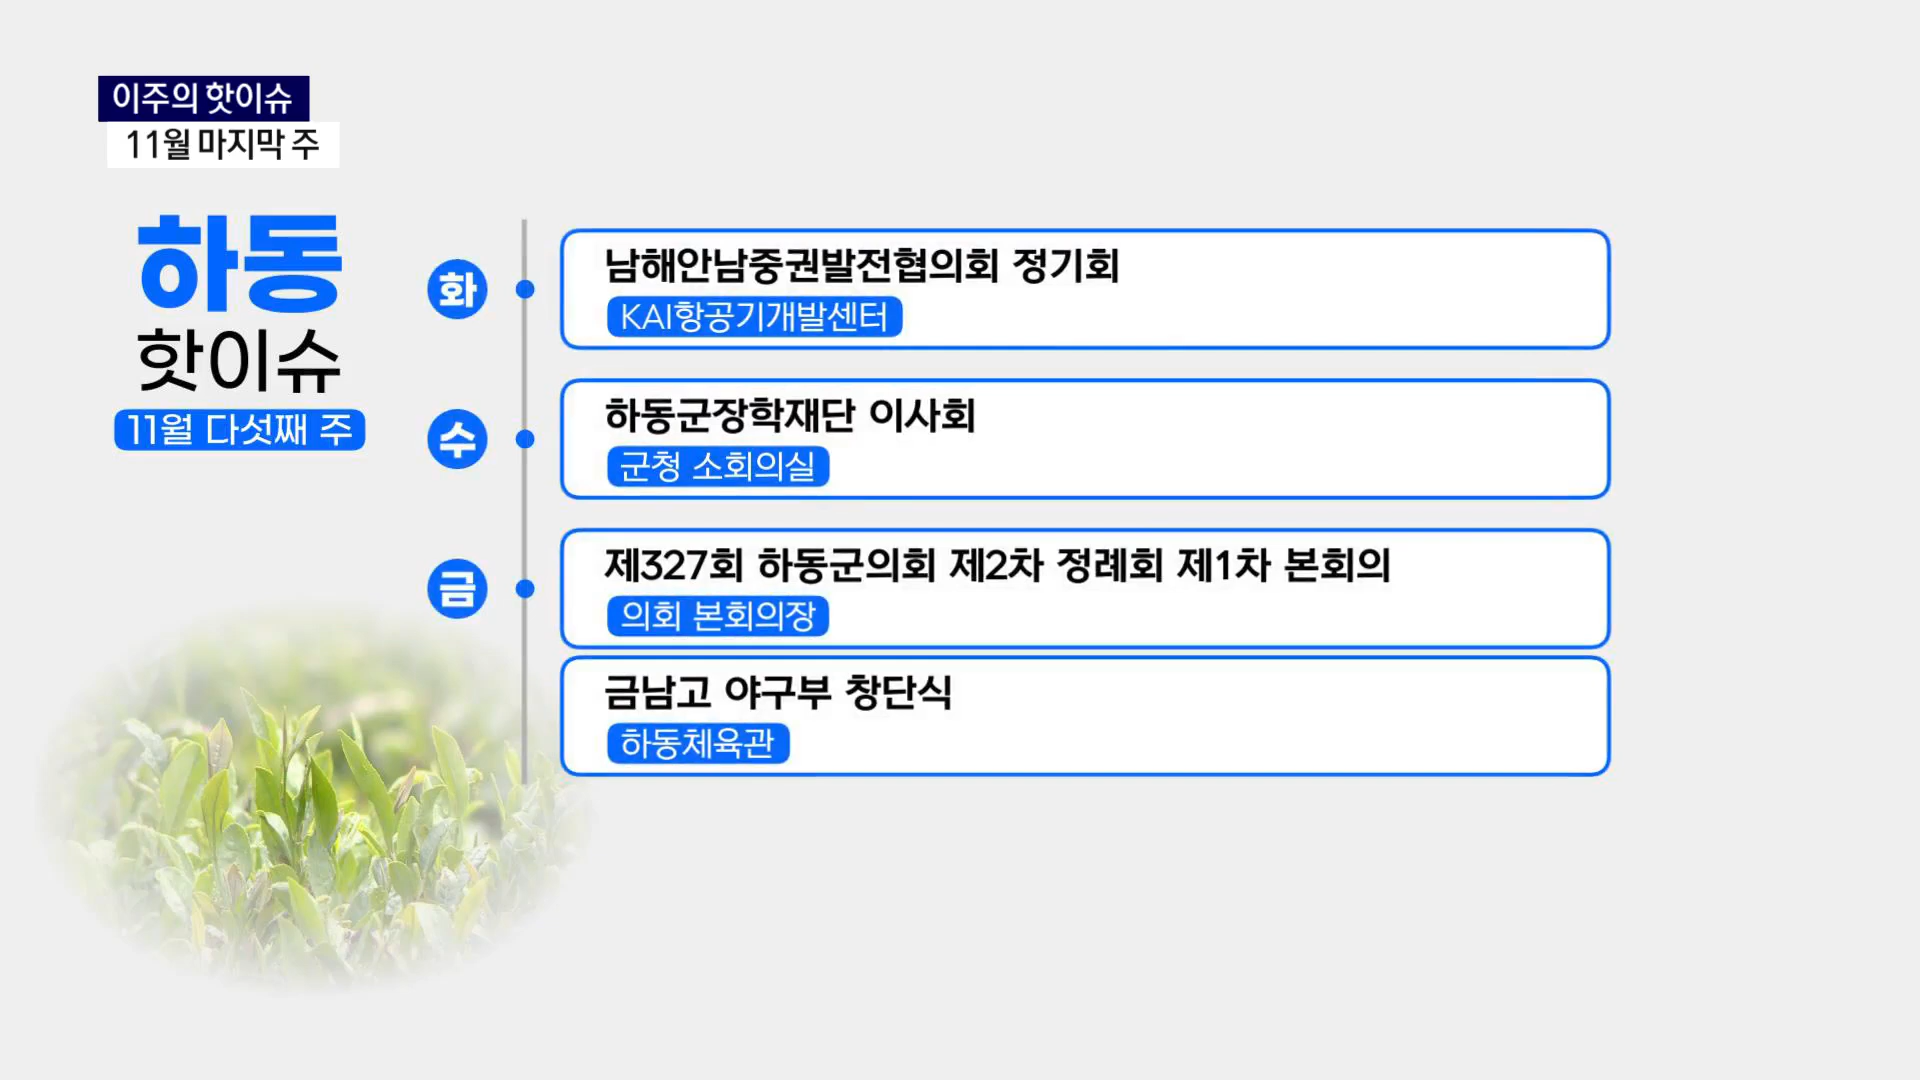 이주의 핫이슈
11월 마지막 주
하동
핫이슈
11월 다섯째 주
화
남해안남중권발전협의회 정기회
KAI항공기개발센터
수
하동군장학재단 이사회
군청 소회의실
금
제327회 하동군의회 제2차 정례회 제1차 본회의
의회 본회의장
금남고 야구부 창단식
하동체육관